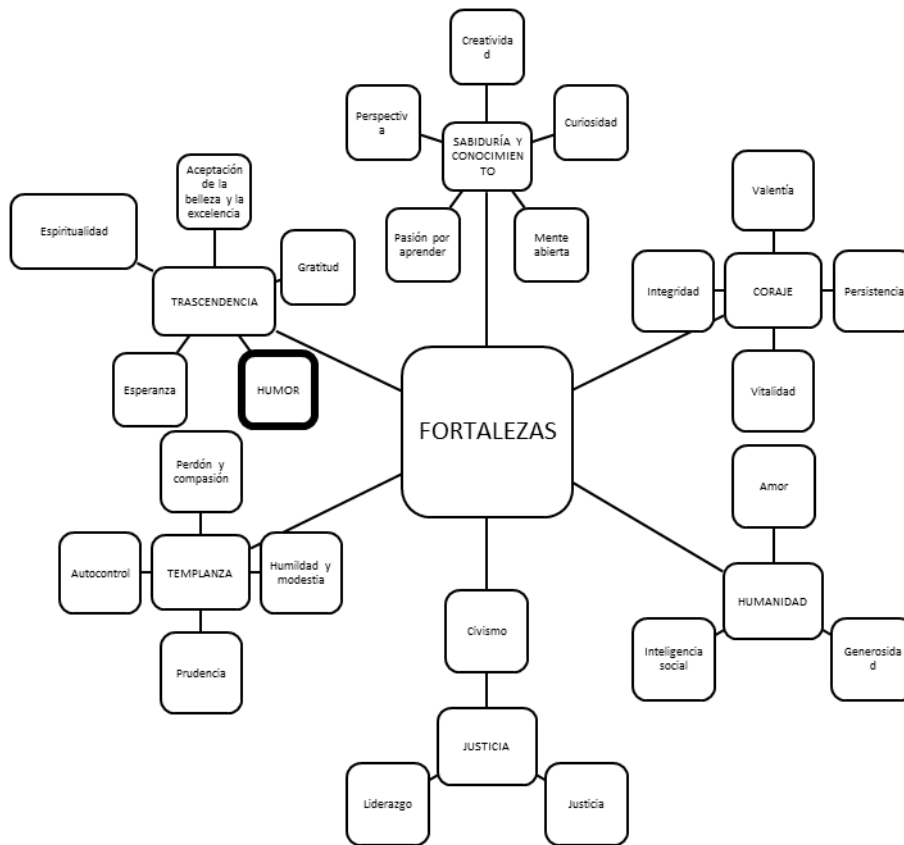 Creativida
d
Perspectiv
a
SABIDURÍA Y
CONOCIMIE
NTO
Curiosidad
Pasión por
aprender
Mente
abierta
Aceptación
de la
belleza y la
excelencia
Espiritualidad
Gratitud
TRASCENDENCIA
Esperanza
HUMOR
Valentía
Integridad
CORAJE
Persistencia
Vitalidad
FORTALEZAS
Perdón y
compasión
Autocontrol
TEMPLANZA
Humildad y
modestia
Prudencia
Amor
HUMANIDAD
Inteligencia
social
Generosida
d
Civismo
JUSTICIA
Liderazgo
Justicia